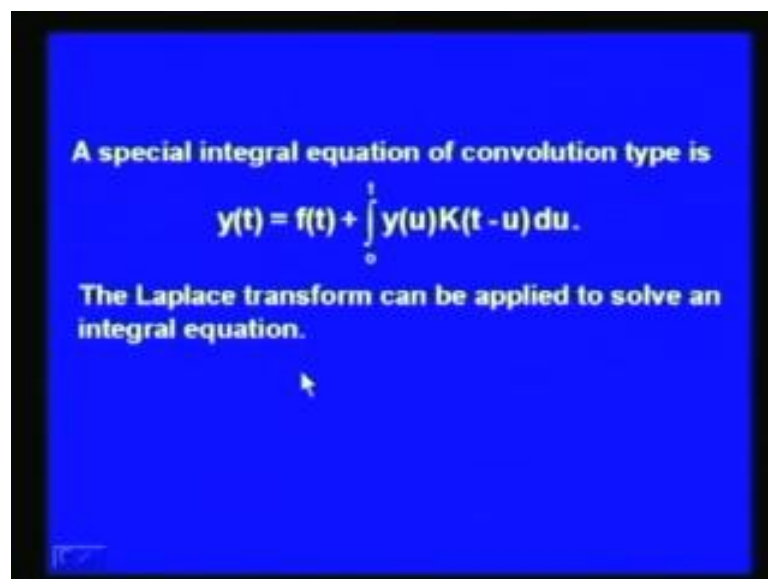 A special integral equation of convolution type is
y(t) = f(t) + ∫₀ᵗ y(u)K(t - u)du.
The Laplace transform can be applied to solve an
integral equation.